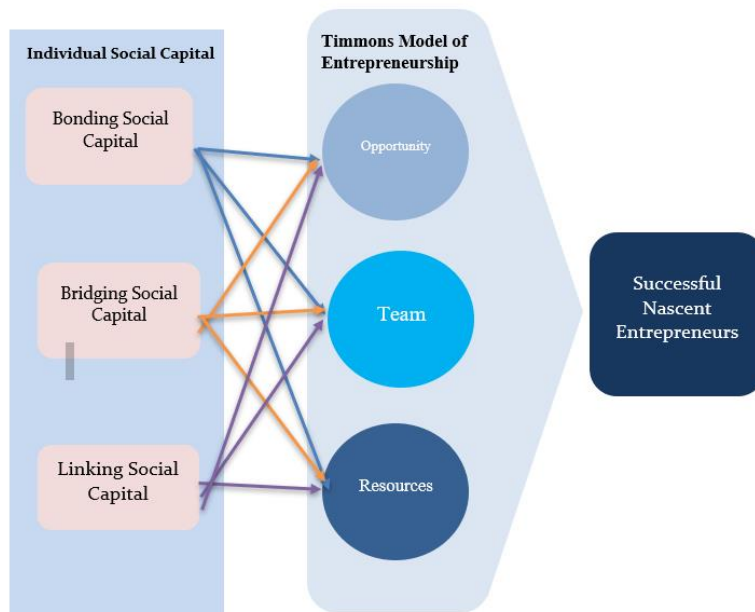 Individual Social Capital
Bonding Social
Capital
Bridging Social
Capital
Linking Social
Capital
Timmons Model of
Entrepreneurship
Opportunity
Team
Resources
Successful
Nascent
Entrepreneurs